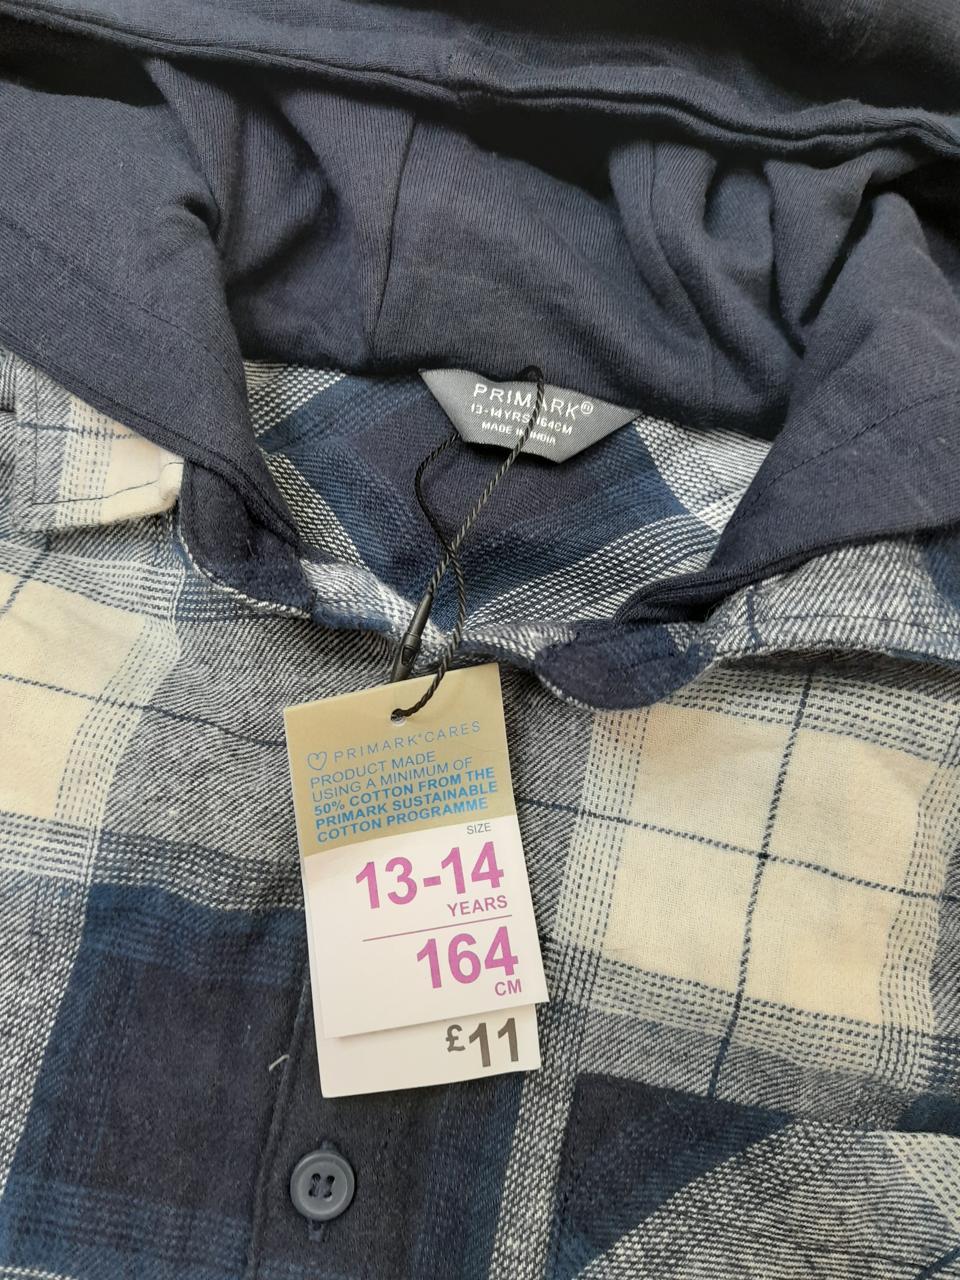 PRIMARK®
13-14YRS 164CM
MADE IN INDIA
PRIMARK®CARES
PRODUCT MADE
USING A MINIMUM OF
50% COTTON FROM THE
PRIMARK SUSTAINABLE
COTTON PROGRAMME
SIZE
13-14
YEARS
164
CM
£11